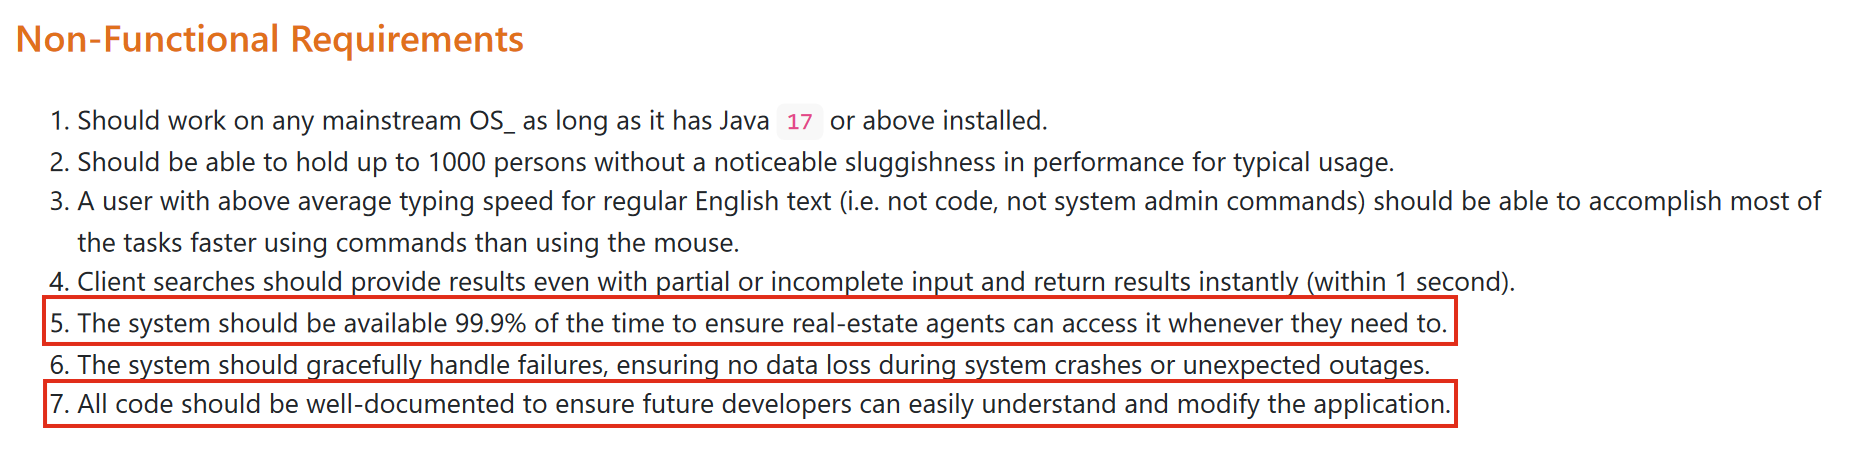 Non-Functional Requirements
1. Should work on any mainstream OS_ as long as it has Java 17 or above installed.
2. Should be able to hold up to 1000 persons without a noticeable sluggishness in performance for typical usage.
3. A user with above average typing speed for regular English text (i.e. not code, not system admin commands) should be able to accomplish most of
the tasks faster using commands than using the mouse.
4. Client searches should provide results even with partial or incomplete input and return results instantly (within 1 second).
5. The system should be available 99.9% of the time to ensure real-estate agents can access it whenever they need to.
6. The system should gracefully handle failures, ensuring no data loss during system crashes or unexpected outages.
7. All code should be well-documented to ensure future developers can easily understand and modify the application.